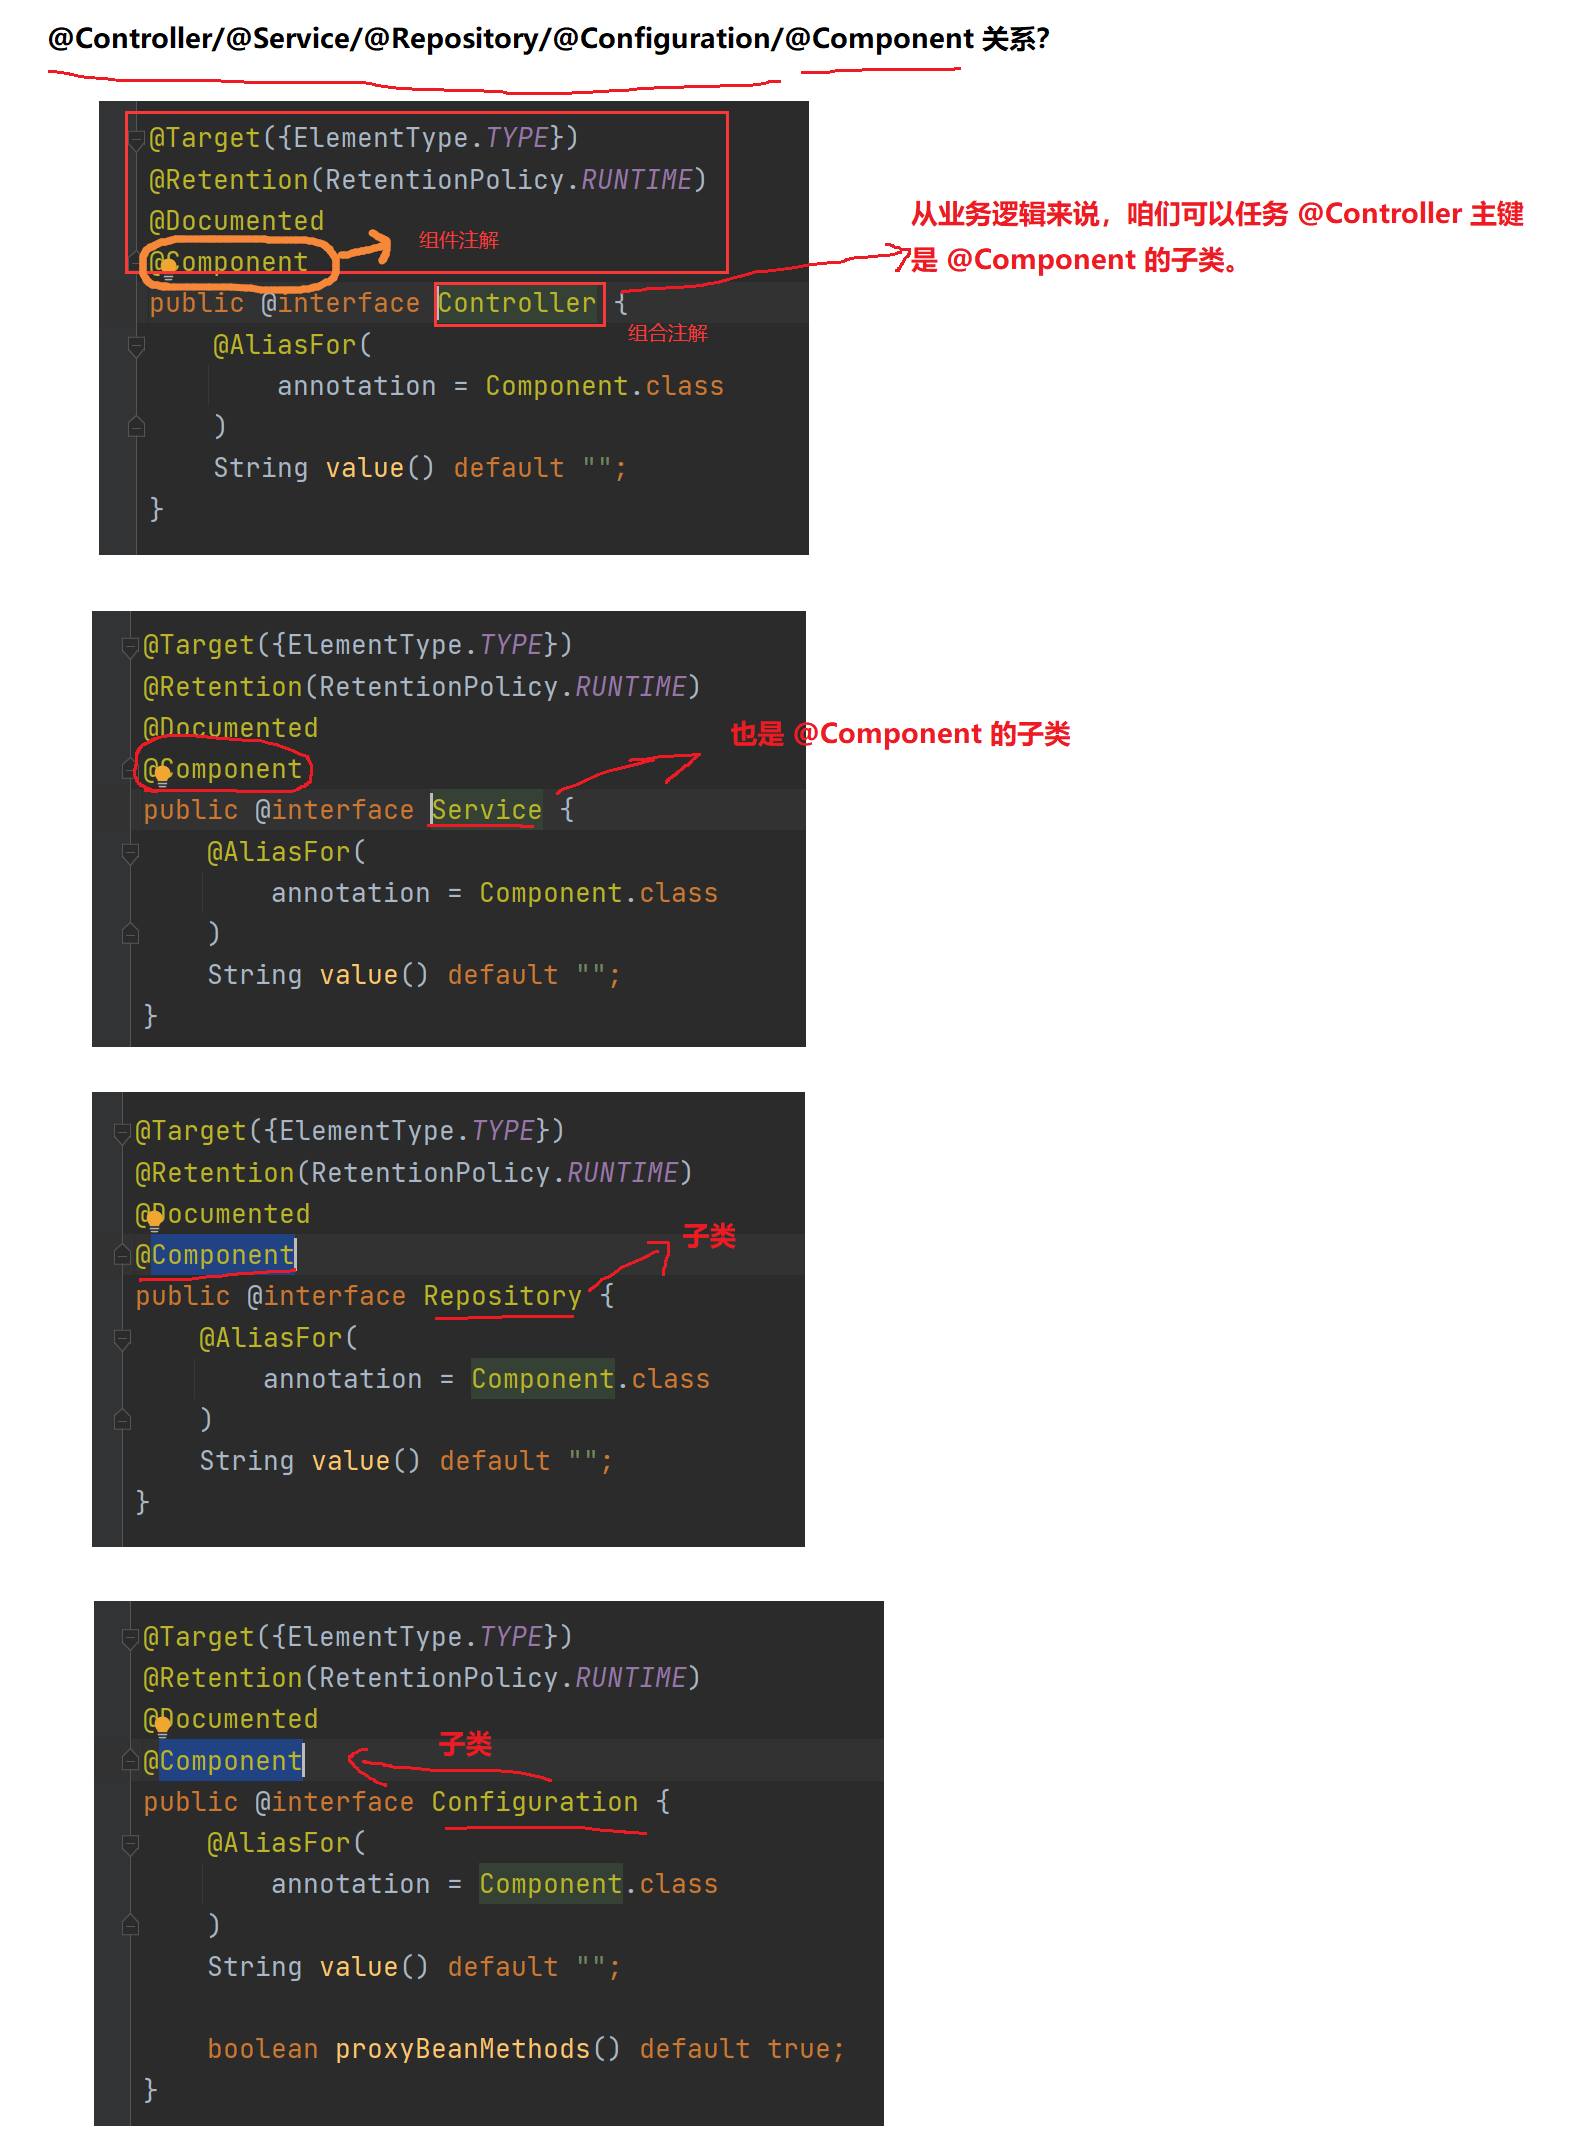 @Controller/@Service/@Repository/@Configuration/@Component 关系?
@Target({ElementType.TYPE})
@Retention(RetentionPolicy.RUNTIME)
@Documented
@Component
组件注解
从业务逻辑来说，咱们可以任务 @Controller 主键
是 @Component 的子类。
public @interface Controller {
组合注解
@AliasFor(
annotation = Component.class
)
String value() default "";
}
@Target({ElementType.TYPE})
@Retention(RetentionPolicy.RUNTIME)
@Documented
也是 @Component 的子类
@Component
public @interface Service {
@AliasFor(
annotation = Component.class
)
String value() default "";
}
@Target({ElementType.TYPE})
@Retention(RetentionPolicy.RUNTIME)
@Documented
子类
@Component
public @interface Repository {
@AliasFor(
annotation = Component.class
)
String value() default "";
}
@Target({ElementType.TYPE})
@Retention(RetentionPolicy.RUNTIME)
@Documented
子类
@Component
public @interface Configuration {
@AliasFor(
annotation = Component.class
)
String value() default "";
boolean proxyBeanMethods() default true;
}